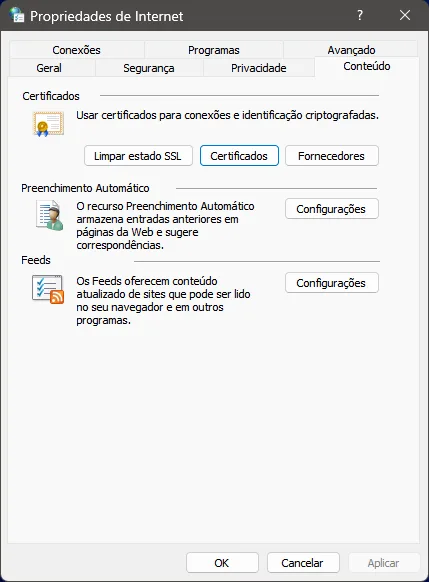 Propriedades de Internet
?
Conexões
Programas
Avançado
Geral
Segurança
Privacidade
Conteúdo
Certificados
Usar certificados para conexões e identificação criptografadas.
Limpar estado SSL
Certificados
Fornecedores
Preenchimento Automático
O recurso Preenchimento Automático
armazena entradas anteriores em
páginas da Web e sugere
correspondências.
Configurações
Feeds
Os Feeds oferecem conteúdo
atualizado de sites que pode ser lido
no seu navegador e em outros
programas.
Configurações
OK
Cancelar
Aplicar